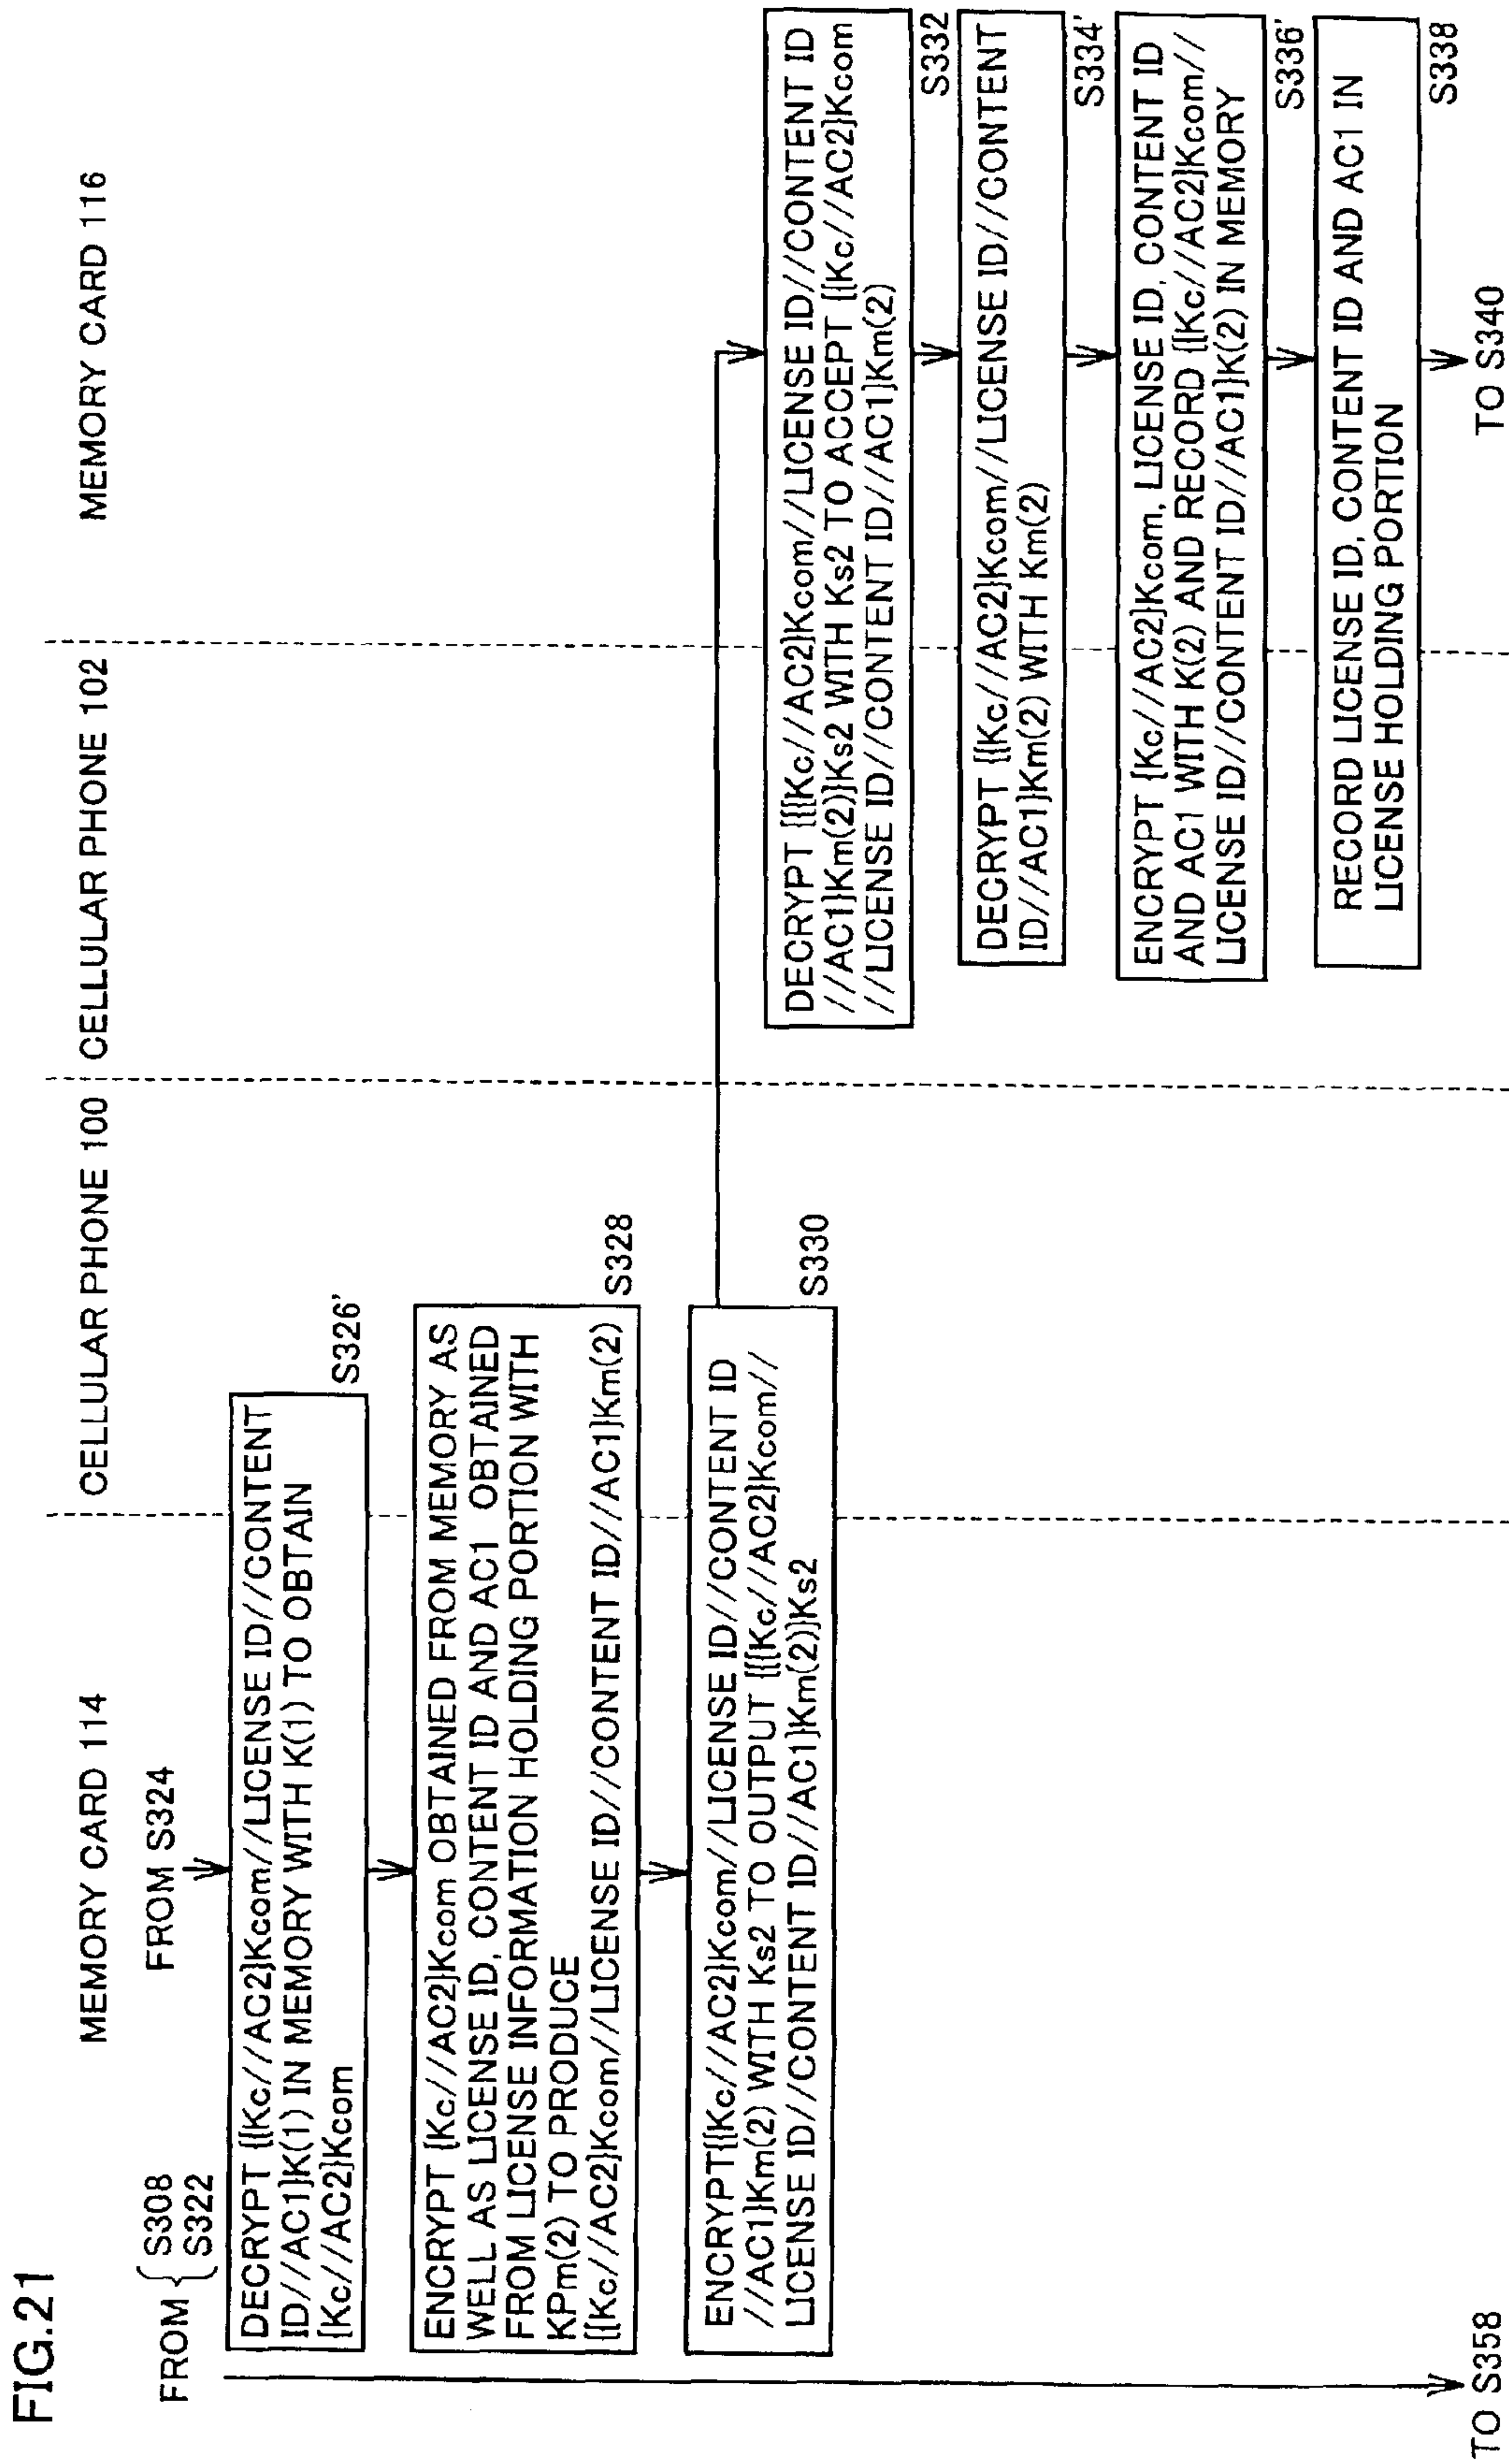 FIG.21
MEMORY CARD 114
CELLULAR PHONE 100
CELLULAR PHONE 102
MEMORY CARD 116
FROM { S308
S322
FROM S324
DECRYPT {{Kc//AC2}Kcom//LICENSE ID//CONTENT
ID//AC1}K(1) IN MEMORY WITH K(1) TO OBTAIN
{Kc//AC2}Kcom
S326'
ENCRYPT {Kc//AC2}Kcom OBTAINED FROM MEMORY AS
WELL AS LICENSE ID, CONTENT ID AND AC1 OBTAINED
FROM LICENSE INFORMATION HOLDING PORTION WITH
KPm(2) TO PRODUCE
{{Kc//AC2}Kcom//LICENSE ID//CONTENT ID//AC1}Km(2)
S328
ENCRYPT{{Kc//AC2}Kcom//LICENSE ID//CONTENT ID
//AC1}Km(2) WITH Ks2 TO OUTPUT {{{Kc//AC2}Kcom//
LICENSE ID//CONTENT ID//AC1}Km(2)}Ks2
S330
DECRYPT {{{Kc//AC2}Kcom//LICENSE ID//CONTENT ID
//AC1}Km(2)}Ks2 WITH Ks2 TO ACCEPT {{Kc//AC2}Kcom
//LICENSE ID//CONTENT ID//AC1}Km(2)
S332
DECRYPT {{Kc//AC2}Kcom//LICENSE ID//CONTENT
ID//AC1}Km(2) WITH Km(2)
S334'
ENCRYPT {Kc//AC2}Kcom, LICENSE ID, CONTENT ID
AND AC1 WITH K(2) AND RECORD {{Kc//AC2}Kcom//
LICENSE ID//CONTENT ID//AC1}K(2) IN MEMORY
S336'
RECORD LICENSE ID, CONTENT ID AND AC1 IN
LICENSE HOLDING PORTION
S338
TO S358
TO S340